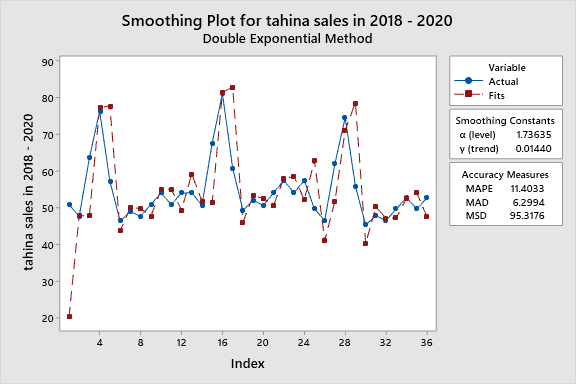 Smoothing Plot for tahina sales in 2018 - 2020
Double Exponential Method
tahina sales in 2018 - 2020
90
80
70
60
50
40
30
20
4 8 12 16 20 24 28 32 36
Index
Variable
Actual
Fits
Smoothing Constants
α (level) 1.73635
γ (trend) 0.01440
Accuracy Measures
MAPE 11.4033
MAD 6.2994
MSD 95.3176